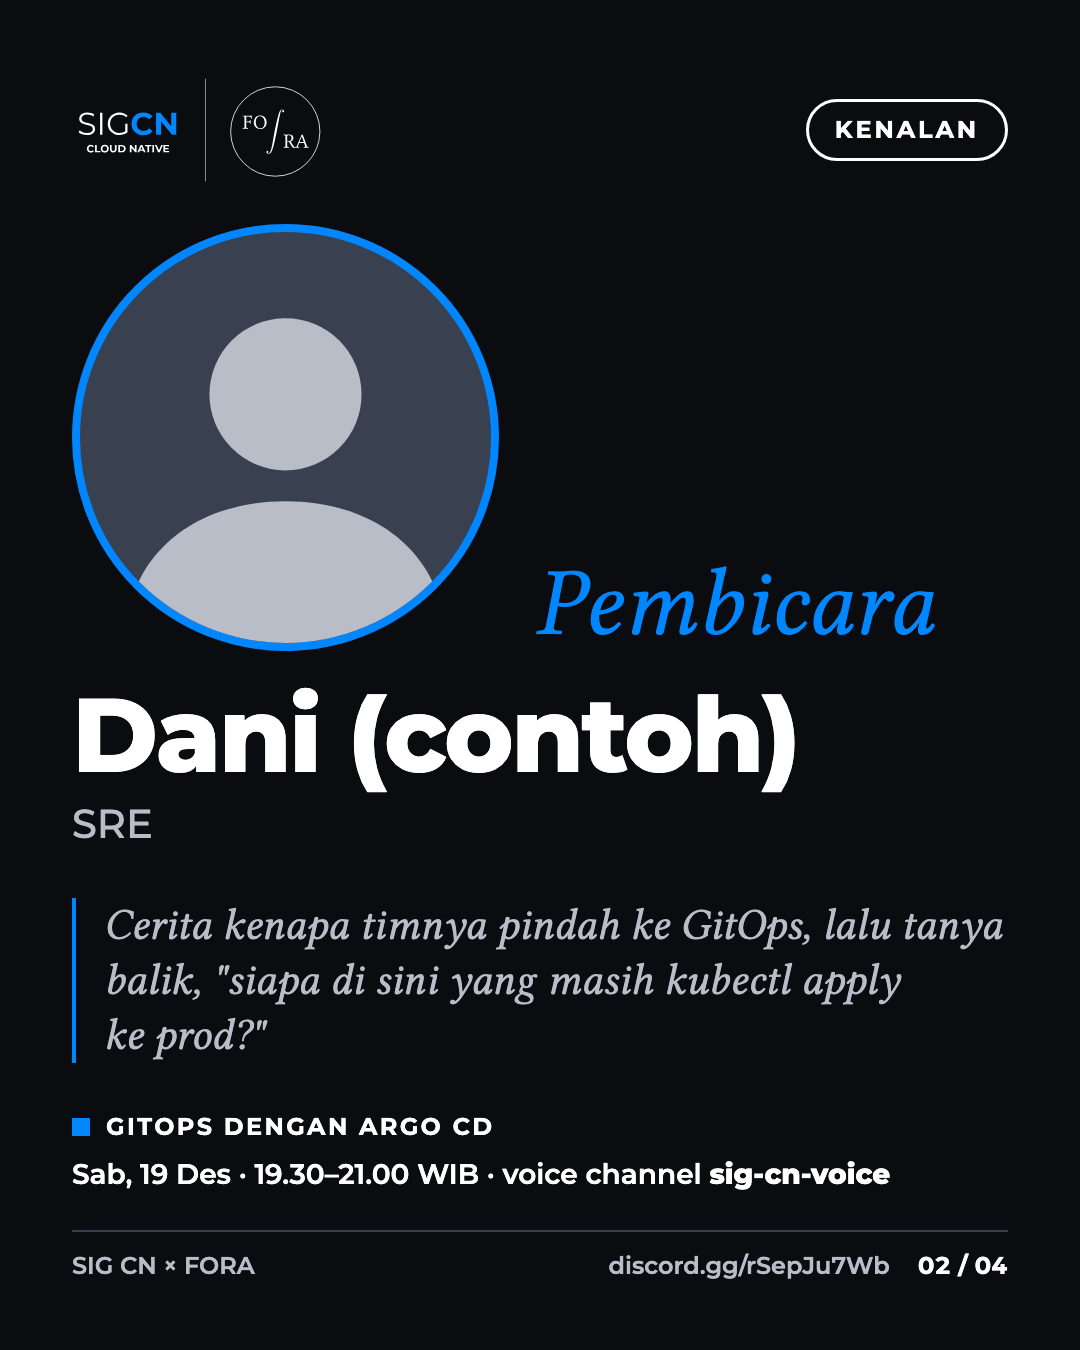 SIGCN
CLOUD NATIVE
FO RA
KENALAN
Pembicara
Dani (contoh)
SRE
Cerita kenapa timnya pindah ke GitOps, lalu tanya
balik, "siapa di sini yang masih kubectl apply
ke prod?"
GITOPS DENGAN ARGO CD
Sab, 19 Des · 19.30–21.00 WIB · voice channel sig-cn-voice
SIG CN × FORA
discord.gg/rSepJu7Wb 02 / 04